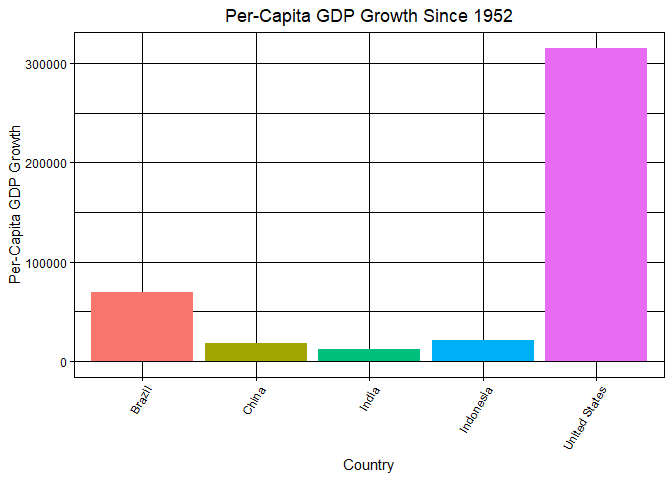 Per-Capita GDP Growth Since 1952
Per-Capita GDP Growth
300000
200000
100000
0
Brazil
China
India
Indonesia
United States
Country